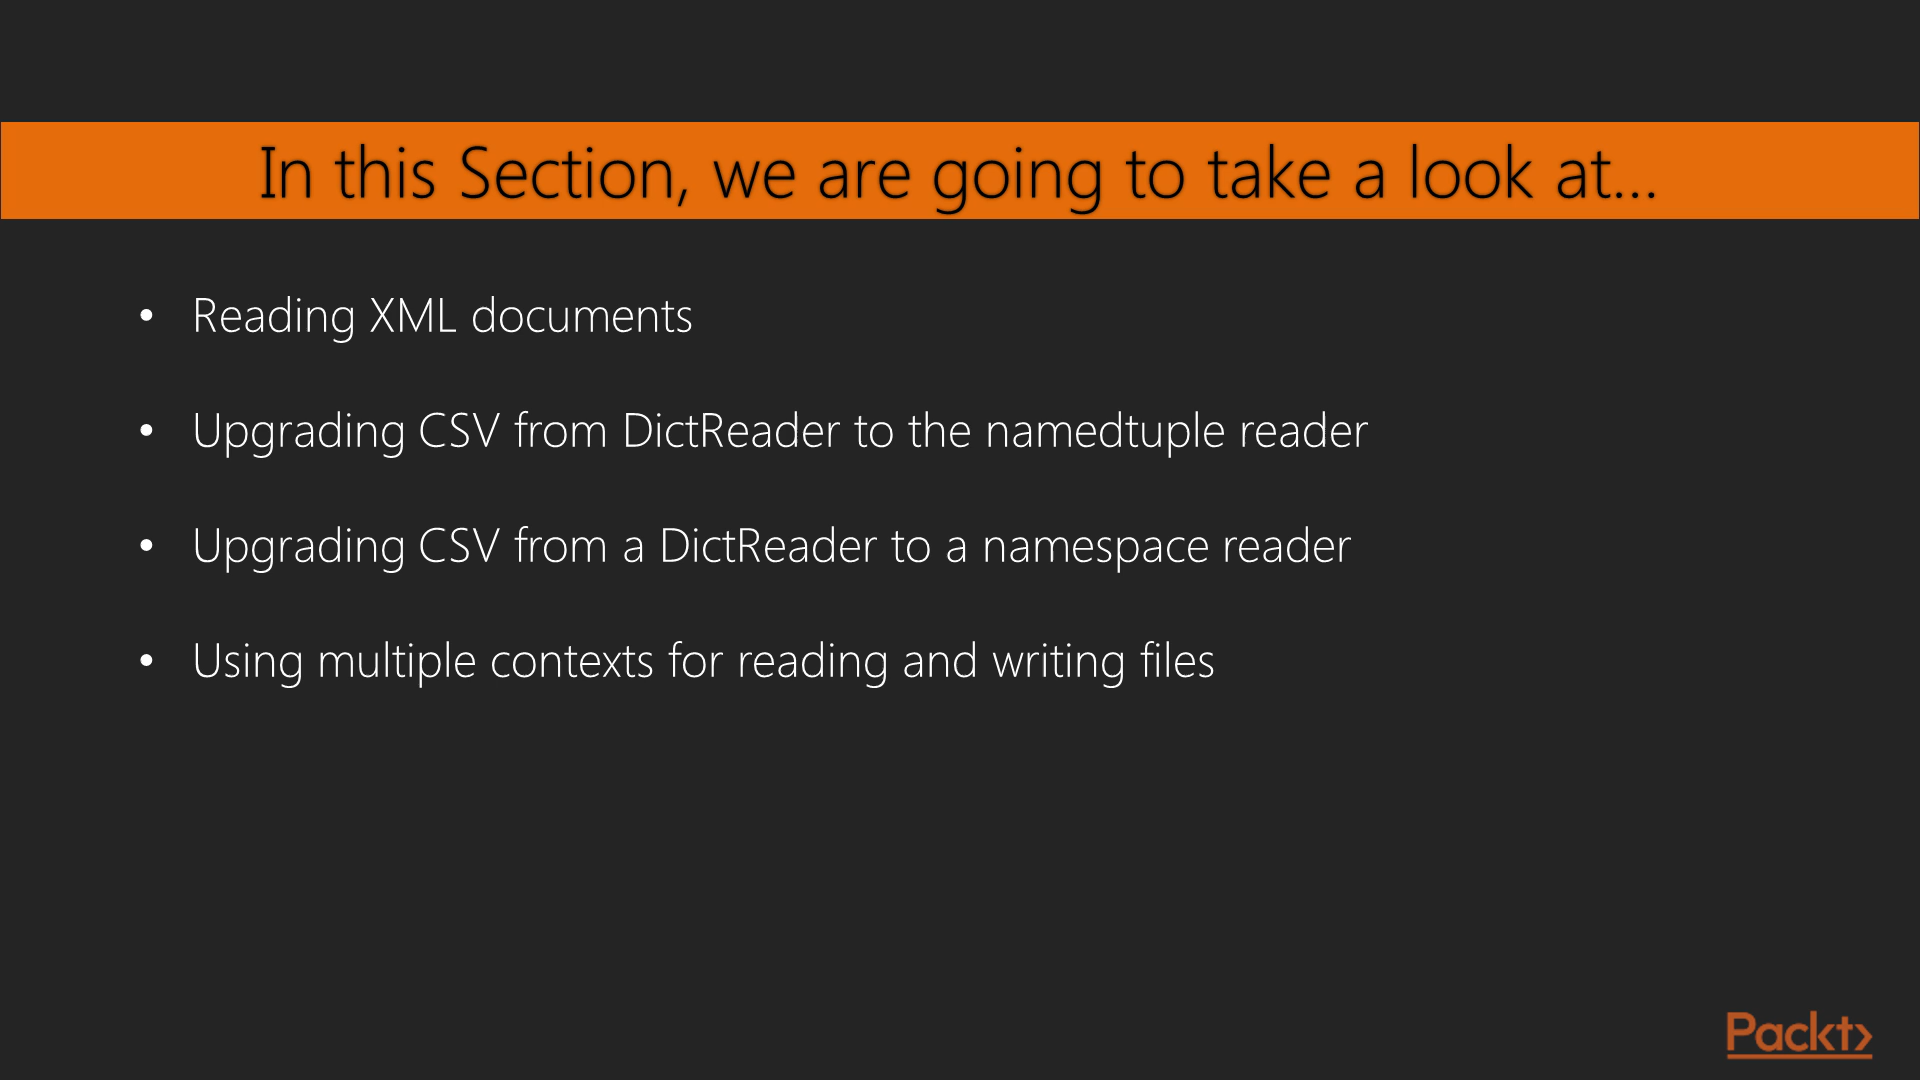 In this Section, we are going to take a look at...
• Reading XML documents
• Upgrading CSV from DictReader to the namedtuple reader
• Upgrading CSV from a DictReader to a namespace reader
• Using multiple contexts for reading and writing files
Packt>